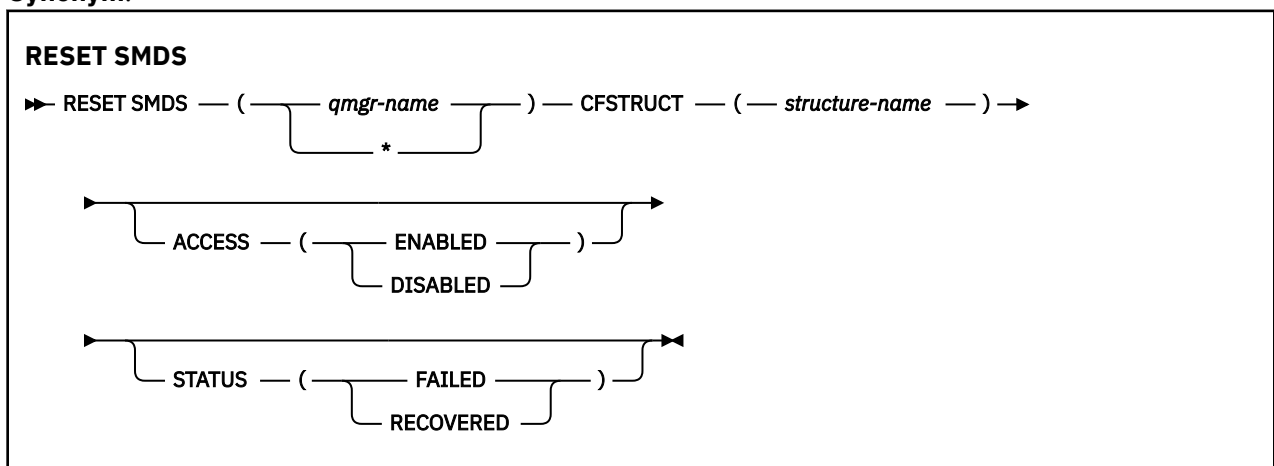 Synonym:
RESET SMDS
RESET SMDS ( qmgr-name ) CFSTRUCT ( structure-name )
*
ACCESS ( ENABLED )
DISABLED
STATUS ( FAILED )
RECOVERED